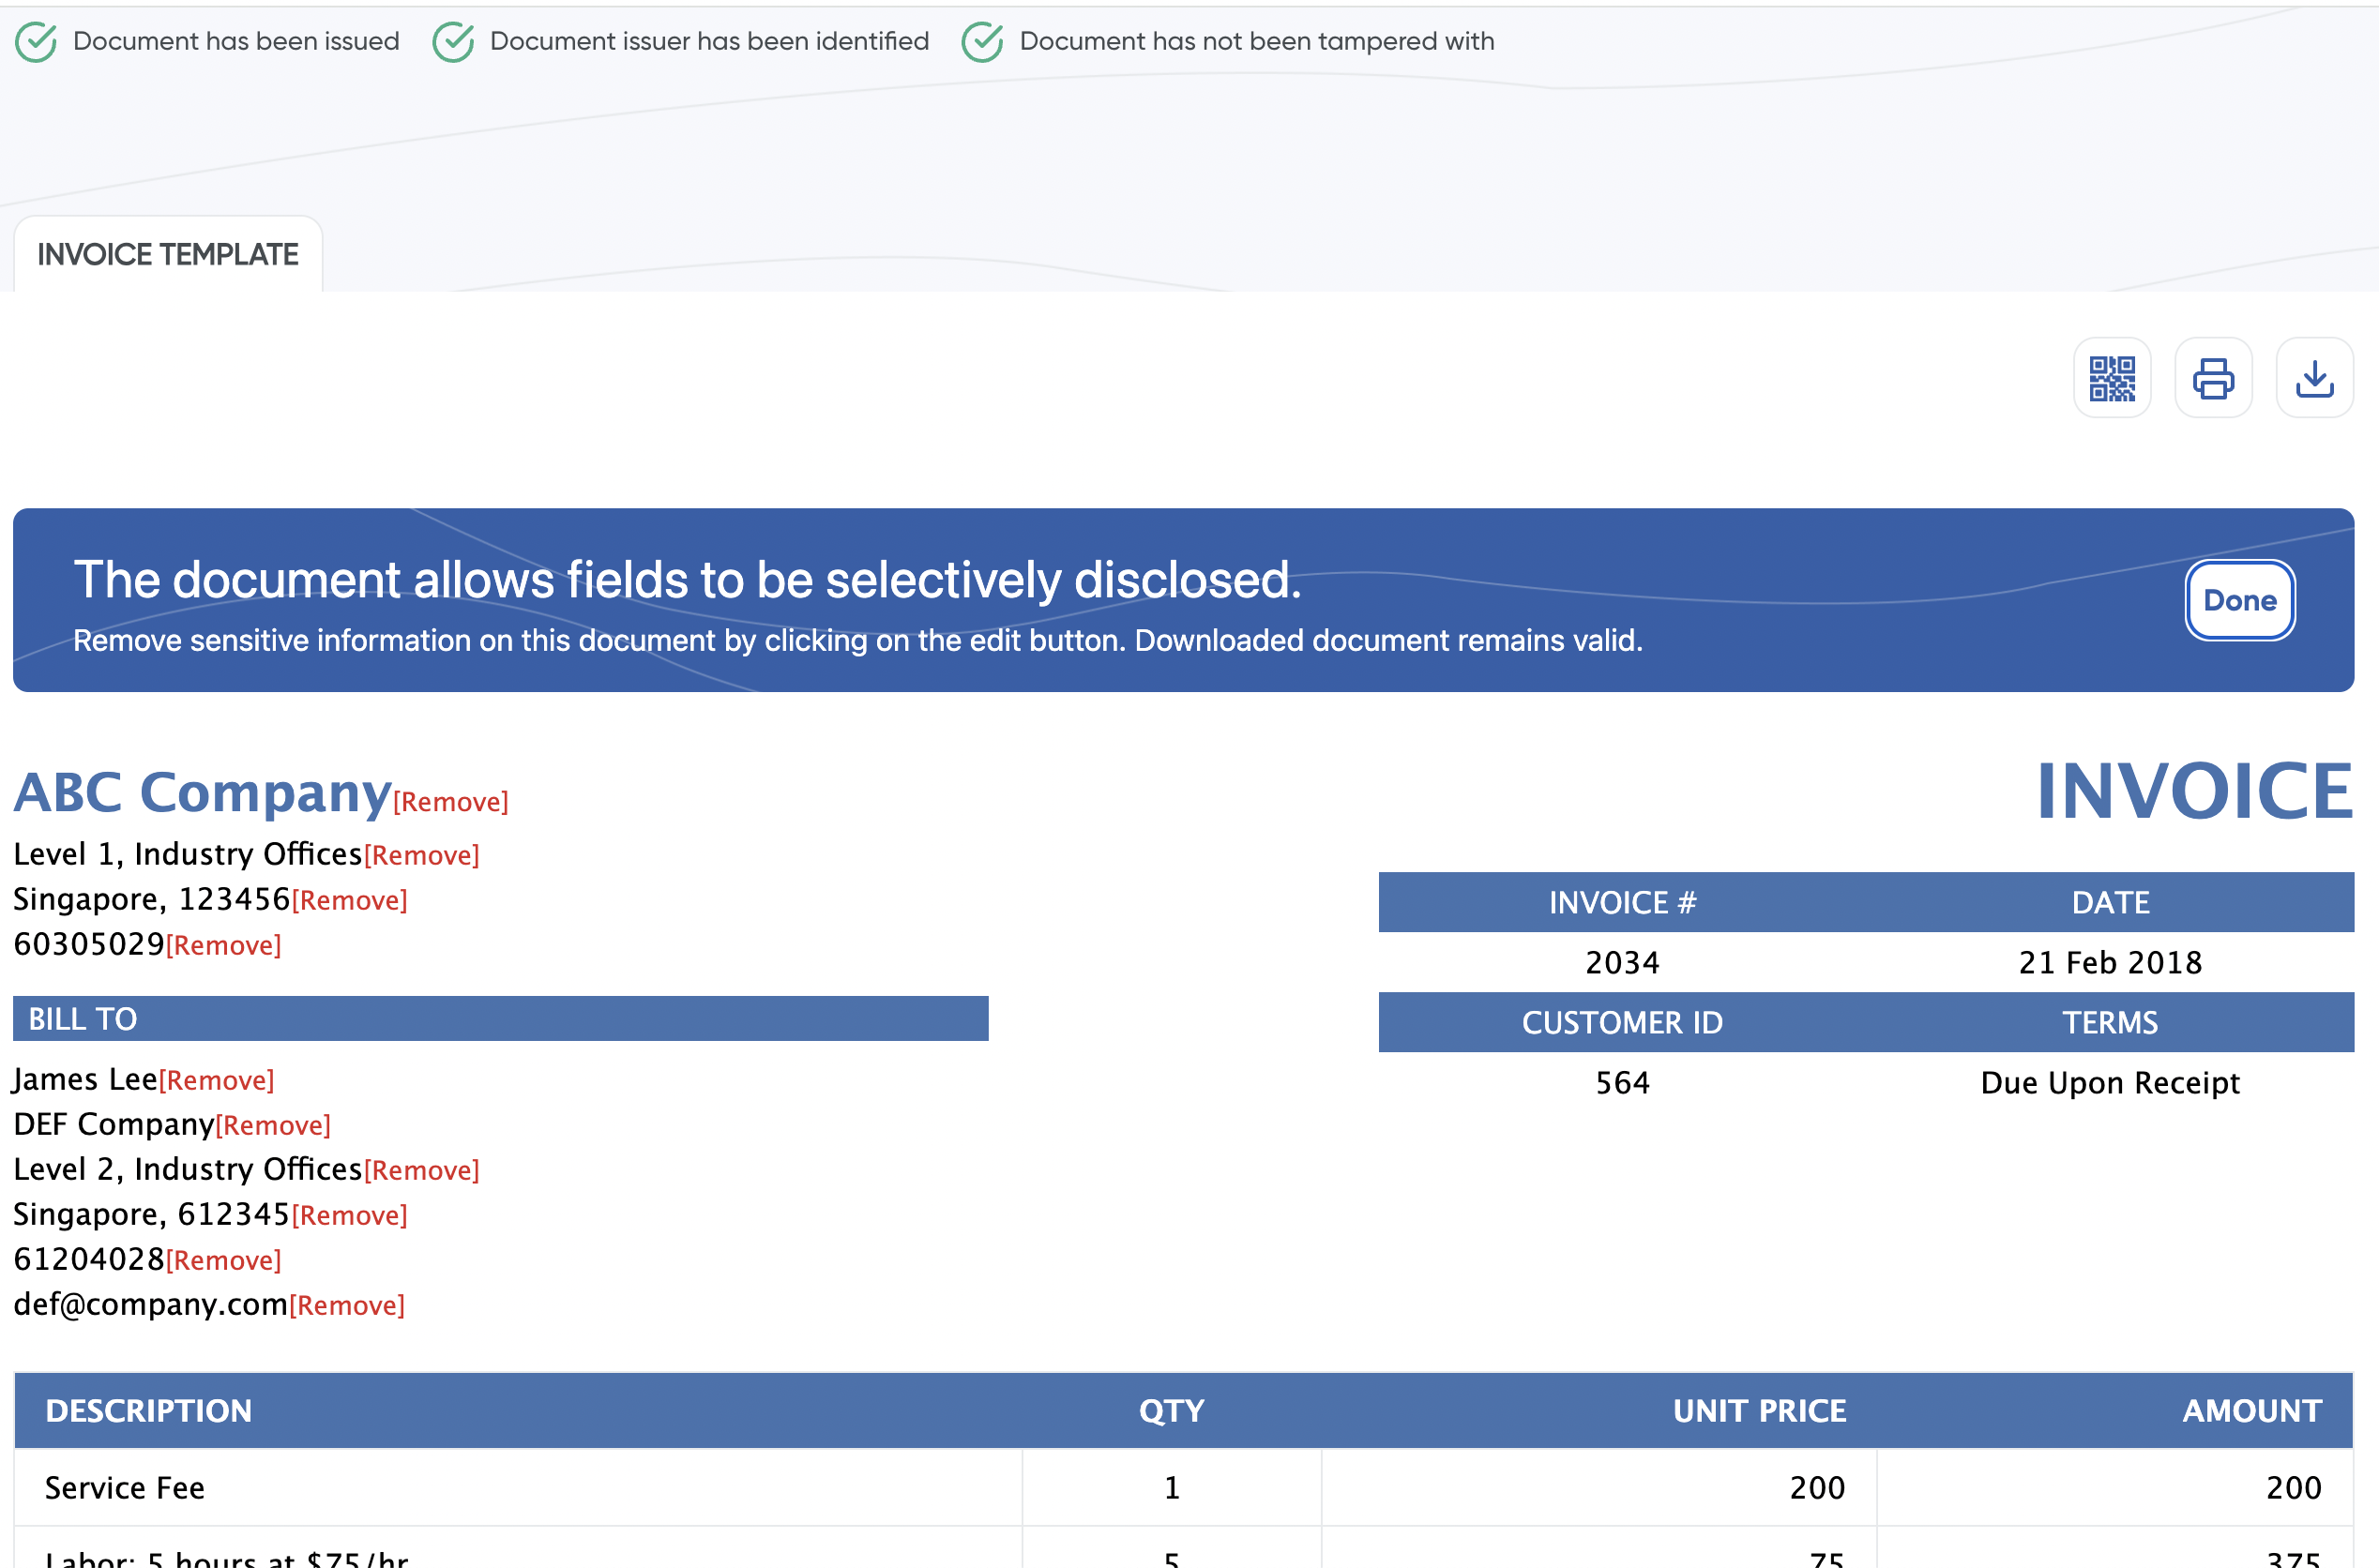 Document has been issued Document issuer has been identified Document has not been tampered with
INVOICE TEMPLATE
The document allows fields to be selectively disclosed.
Remove sensitive information on this document by clicking on the edit button. Downloaded document remains valid.
Done
ABC Company[Remove]
Level 1, Industry Offices[Remove]
Singapore, 123456[Remove]
60305029[Remove]
BILL TO
James Lee[Remove]
DEF Company[Remove]
Level 2, Industry Offices[Remove]
Singapore, 612345[Remove]
61204028[Remove]
def@company.com[Remove]
INVOICE
INVOICE # DATE
2034 21 Feb 2018
CUSTOMER ID TERMS
564 Due Upon Receipt
DESCRIPTION QTY UNIT PRICE AMOUNT
Service Fee 1 200 200
Labor: 5 hours at $75/hr 5 75 375